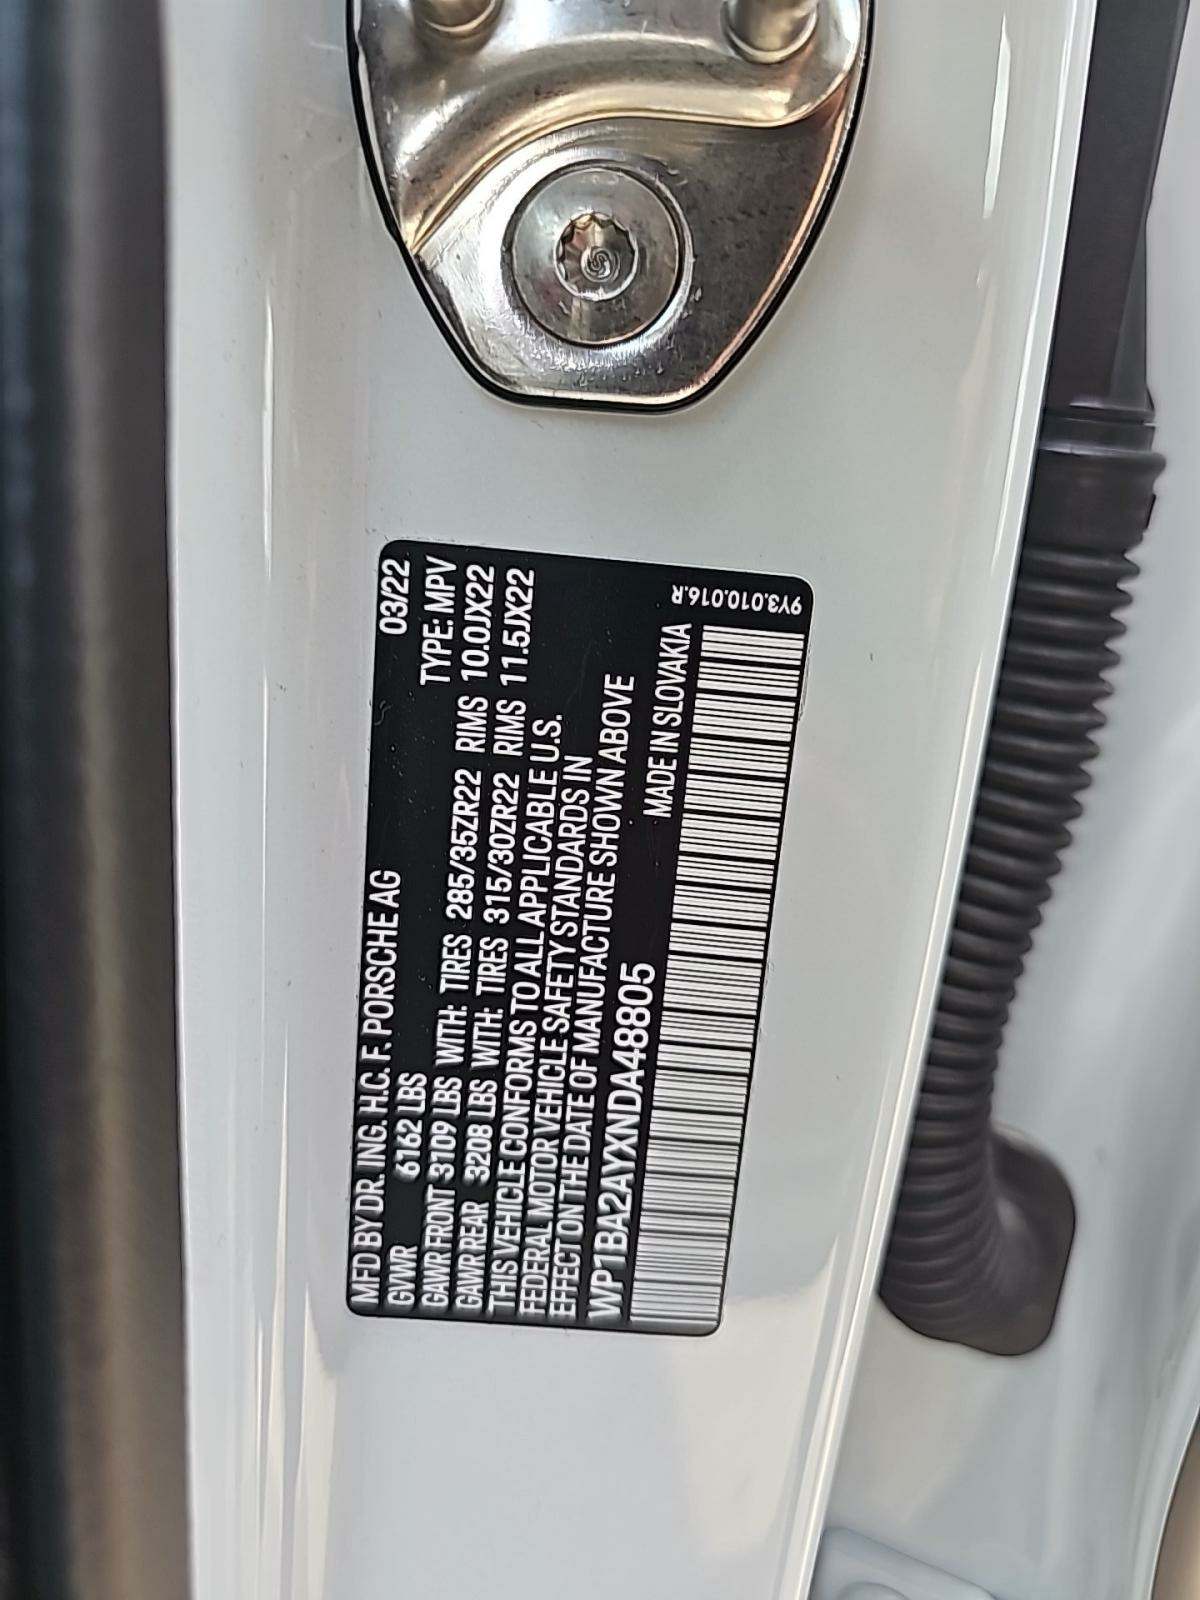 MFD BY DR. ING. H.C. F. PORSCHE AG 03/22
GVWR 6162 LBS TYPE: MPV
GAWR FRONT 3109 LBS WITH: TIRES 285/35ZR22 RIMS 10.0JX22
GAWR REAR 3208 LBS WITH: TIRES 315/30ZR22 RIMS 11.5JX22
THIS VEHICLE CONFORMS TO ALL APPLICABLE U.S.
FEDERAL MOTOR VEHICLE SAFETY STANDARDS IN
EFFECT ON THE DATE OF MANUFACTURE SHOWN ABOVE
WP1BA2AYXNDA48805 MADE IN SLOVAKIA
9Y3.010.016.R